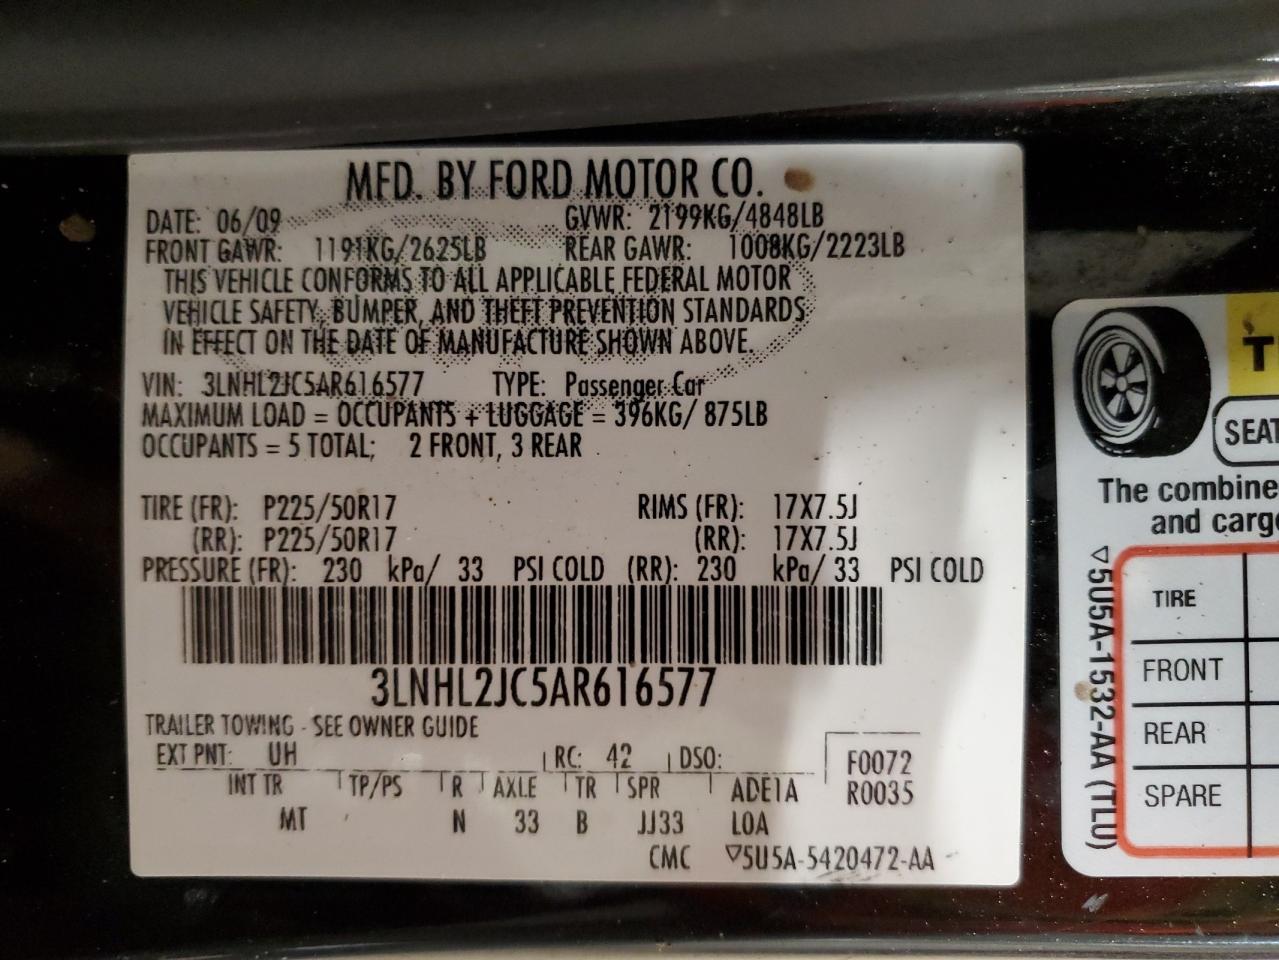 MFD. BY FORD MOTOR CO.
DATE: 06/09 GVWR: 2199KG/4848LB
FRONT GAWR: 1191KG/2625LB REAR GAWR: 1008KG/2223LB
THIS VEHICLE CONFORMS TO ALL APPLICABLE FEDERAL MOTOR
VEHICLE SAFETY, BUMPER, AND THEFT PREVENTION STANDARDS
IN EFFECT ON THE DATE OF MANUFACTURE SHOWN ABOVE.
VIN: 3LNHL2JC5AR616577 TYPE: Passenger Car
MAXIMUM LOAD = OCCUPANTS + LUGGAGE = 396KG/ 875LB
OCCUPANTS = 5 TOTAL; 2 FRONT, 3 REAR
TIRE (FR): P225/50R17 RIMS (FR): 17X7.5J
(RR): P225/50R17 (RR): 17X7.5J
PRESSURE (FR): 230 kPa/ 33 PSI COLD (RR): 230 kPa/ 33 PSI COLD
3LNHL2JC5AR616577
TRAILER TOWING - SEE OWNER GUIDE
EXT PNT: UH RC: 42 DSO: F0072
INT TR TP/PS R AXLE TR SPR ADE1A R0035
MT N 33 B JJ33 LOA
CMC ▽5U5A-5420472-AA
T
SEAT
The combine
and cargo
TIRE
FRONT
REAR
SPARE
▽5U5A-1532-AA (TLU)